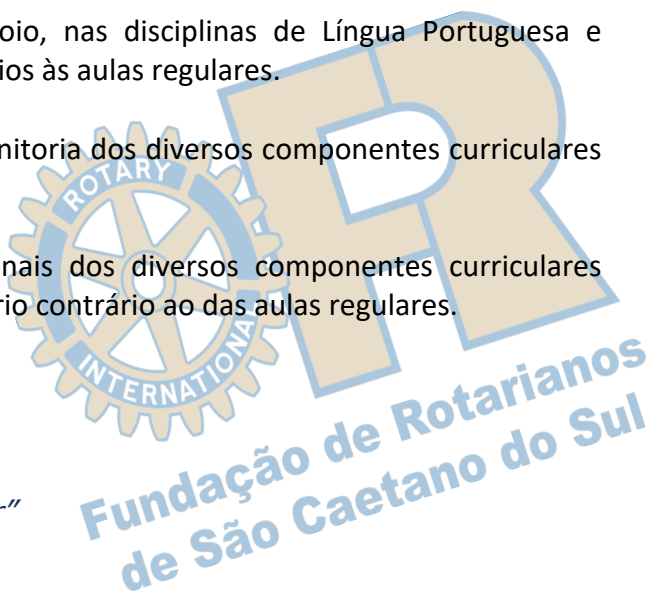 oio, nas disciplinas de Língua Portuguesa e
ios às aulas regulares.
nitoria dos diversos componentes curriculares
nais dos diversos componentes curriculares
rio contrário ao das aulas regulares.
ROTARY
INTERNATIONAL
FR
Fundação de Rotarianos
de São Caetano do Sul
r”